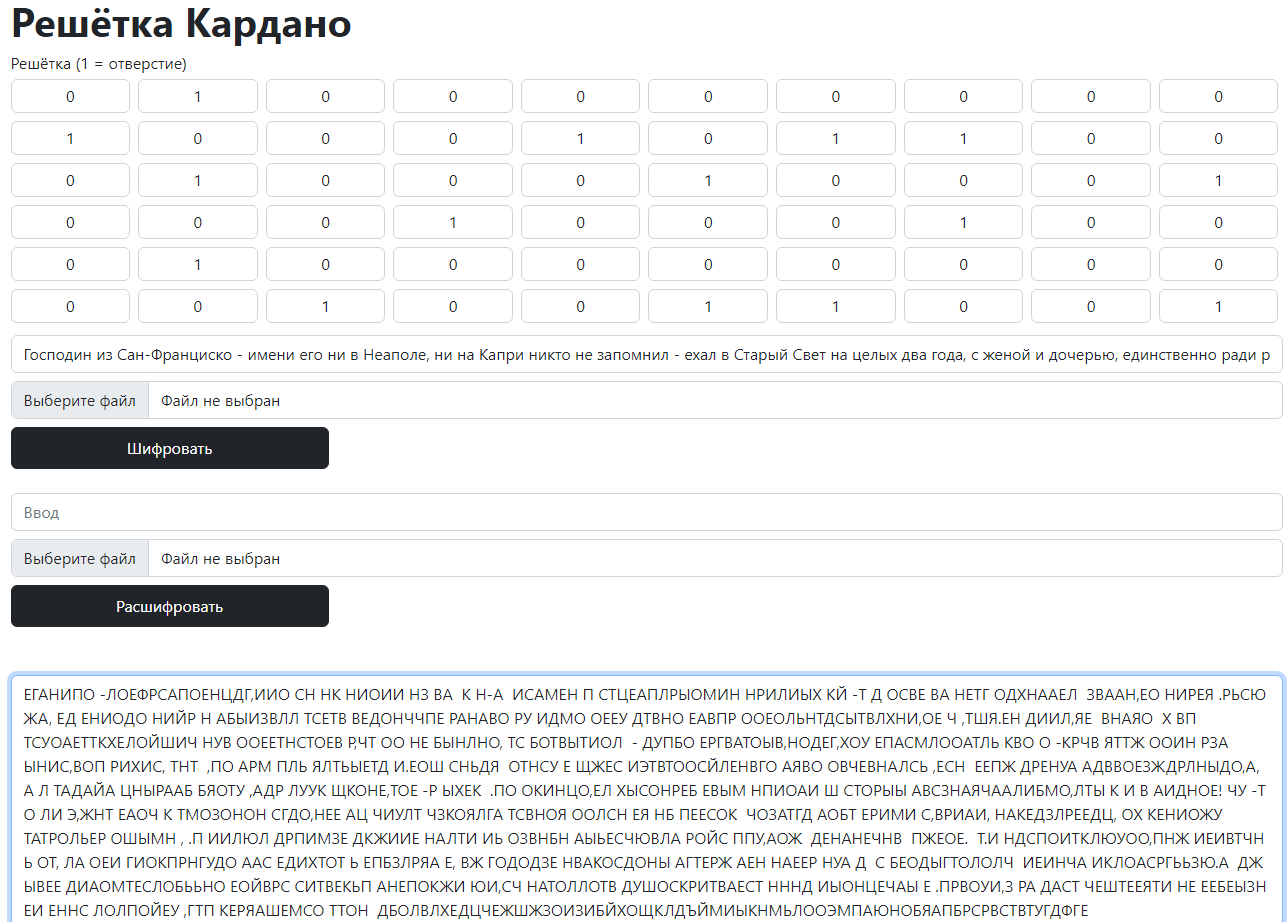 Решётка Кардано
Решётка (1 = отверстие)
0 1 0 0 0 0 0 0 0 0
1 0 0 0 1 0 1 1 0 0
0 1 0 0 0 1 0 0 0 1
0 0 0 1 0 0 0 1 0 0
0 1 0 0 0 0 0 0 0 0
0 0 1 0 0 1 1 0 0 1
Господин из Сан-Франциско - имени его ни в Неаполе, ни на Капри никто не запомнил - ехал в Старый Свет на целых два года, с женой и дочерью, единственно ради р
Выберите файл Файл не выбран
Шифровать
Ввод
Выберите файл Файл не выбран
Расшифровать
ЕГАНИПО -ЛОЕФРСАПОЕНЦДГ,ИИО СН НК НИОИИ НЗ ВА  К Н-А  ИСАМЕН П СТЦЕАПЛРЫОМИН НРИЛИЫХ КЙ -Т Д ОСВЕ ВА НЕТГ ОДХНААЕЛ  ЗВААН,ЕО НИРЕЯ .РЬСЮ
ЖА, ЕД ЕНИОДО НИЙР Н АБЫИЗВЛЛ ТСЕТВ ВЕДОНЧЧПЕ РАНАВО РУ ИДМО ОЕЕУ ДТВНО ЕАВПР ООЕОЛЬНТДСЫТВЛХНИ,ОЕ Ч ,ТШЯ.ЕН ДИИЛ,ЯЕ  ВНАЯО  Х ВП
ТСУОАЕТТКХЕЛОЙШИЧ НУВ ООЕЕТНСТОЕВ Р,ЧТ ОО НЕ БЫНЛНО, ТС БОТВЫТИОЛ  - ДУПБО ЕРГВАТОЫВ,НОДЕГ,ХОУ ЕПАСМЛООАТЛЬ КВО О -КРЧВ ЯТТЖ ООИН РЗА
ЫНИС,ВОП РИХИС, ТНТ  ,ПО АРМ ПЛЬ ЯЛТЬЫЕТД И.ЕОШ СНЬДЯ  ОТНСУ Е ЩЖЕС ИЭТВТООСЙЛЕНВГО АЯВО ОВЧЕВНАЛСЬ ,ЕСН  ЕЕПЖ ДРЕНУА АДВВОЕЗЖДРЛНЫДО,А,
А Л ТАДАЙА ЦНЫРААБ БЯОТУ ,АДР ЛУУК ЩКОНЕ,ТОЕ -Р ЫХЕК  .ПО ОКИНЦО,ЕЛ ХЫСОНРЕБ ЕВЫМ НПИОАИ Ш СТОРЫЫ АВСЗНАЯЧААЛИБМО,ЛТЫ К И В АИДНОЕ! ЧУ -Т
О ЛИ Э,ЖНТ ЕАОЧ К ТМОЗОНОН СГДО,НЕЕ АЦ ЧИУЛТ ЧЗКОЯЛГА ТСВНОЯ ООЛСН ЕЯ НБ ПЕЕСОК  ЧОЗАТГД АОБТ ЕРИМИ С,ВРИАИ, НАКЕДЗЛРЕЕДЦ, ОХ КЕНИОЖУ
ТАТРОЛЬЕР ОШЫМН , .П ИИЛЮЛ ДРПИМЗЕ ДКЖИИЕ НАЛТИ ИЬ ОЗВНБН АЫЬЕСЧЮВЛА РОЙС ППУ,АОЖ  ДЕНАНЕЧНВ  ПЖЕОЕ.  Т.И НДСПОИТКЛЮУОО,ПНЖ ИЕИВТЧН
Ь ОТ, ЛА ОЕИ ГИОКПРНГУДО ААС ЕДИХТОТ Ь ЕПБЗЛРЯА Е, ВЖ ГОДОДЗЕ НВАКОСДОНЫ АГТЕРЖ АЕН НАЕЕР НУА Д  С БЕОДЫГТОЛОЛЧ  ИЕИНЧА ИКЛОАСРГЬЬЗЮ.А  ДЖ
ЫВЕЕ ДИАОМТЕСЛОБЬЬНО ЕОЙВРС СИТВЕКЬП АНЕПОКЖИ ЮИ,СЧ НАТОЛЛОТВ ДУШОСКРИТВАЕСТ НННД ИЫОНЦЕЧАЫ Е .ПРВОУИ,З РА ДАСТ ЧЕШТЕЕЯТИ НЕ ЕЕБЕЫЗН
ЕИ ЕННС ЛОЛПОЙЕУ ,ГТП КЕРЯАШЕМСО ТТОН  ДБОЛВЛХЕДЦЧЕЖШЖЗОИЗИБЙХОЩКЛДЪЙМИЫКНМЬЛООЭМПАЮНОБЯАПБРСРВСТВТУГДФГЕ